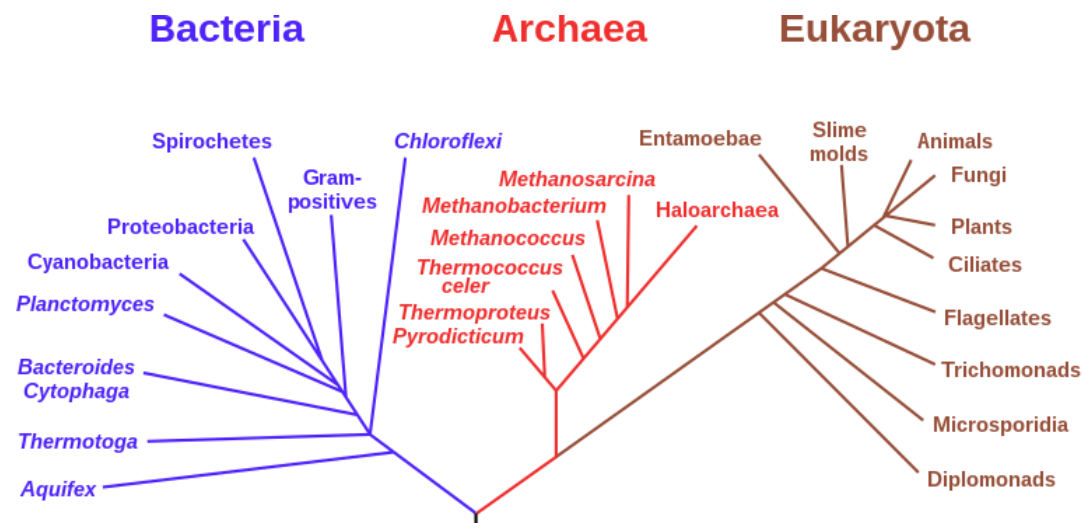 Bacteria
Archaea
Eukaryota
Spirochetes
Gram-
positives
Chloroflexi
Proteobacteria
Cyanobacteria
Planctomyces
Bacteroides
Cytophaga
Thermotoga
Aquifex
Methanosarcina
Methanobacterium
Haloarchaea
Methanococcus
Thermococcus
celer
Thermoproteus
Pyrodicticum
Entamoebae
Slime
molds
Animals
Fungi
Plants
Ciliates
Flagellates
Trichomonads
Microsporidia
Diplomonads